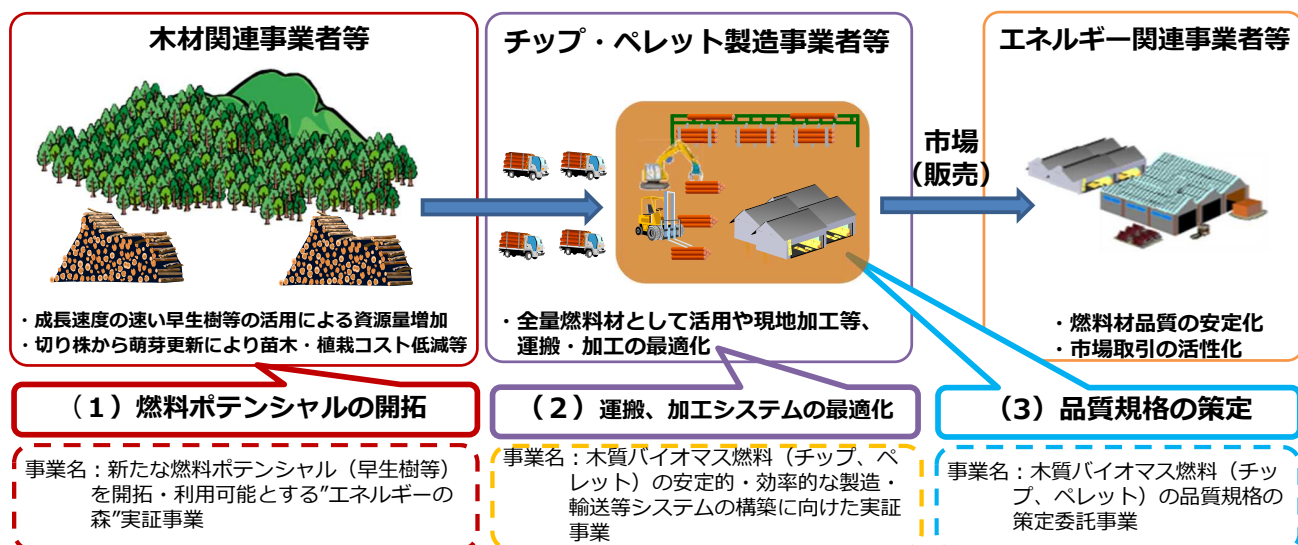 木材関連事業者等
・成長速度の速い早生樹等の活用による資源量増加
・切り株から萌芽更新により苗木・植栽コスト低減等
チップ・ペレット製造事業者等
・全量燃料材として活用や現地加工等、
運搬・加工の最適化
市場
（販売）
エネルギー関連事業者等
・燃料材品質の安定化
・市場取引の活性化
（１）燃料ポテンシャルの開拓
（２）運搬、加工システムの最適化
（3）品質規格の策定
事業名：新たな燃料ポテンシャル（早生樹等）
を開拓・利用可能とする”エネルギーの
森”実証事業
事業名：木質バイオマス燃料（チップ、ペ
レット）の安定的・効率的な製造・
輸送等システムの構築に向けた実証
事業
事業名：木質バイオマス燃料（チッ
プ、ペレット）の品質規格の
策定委託事業